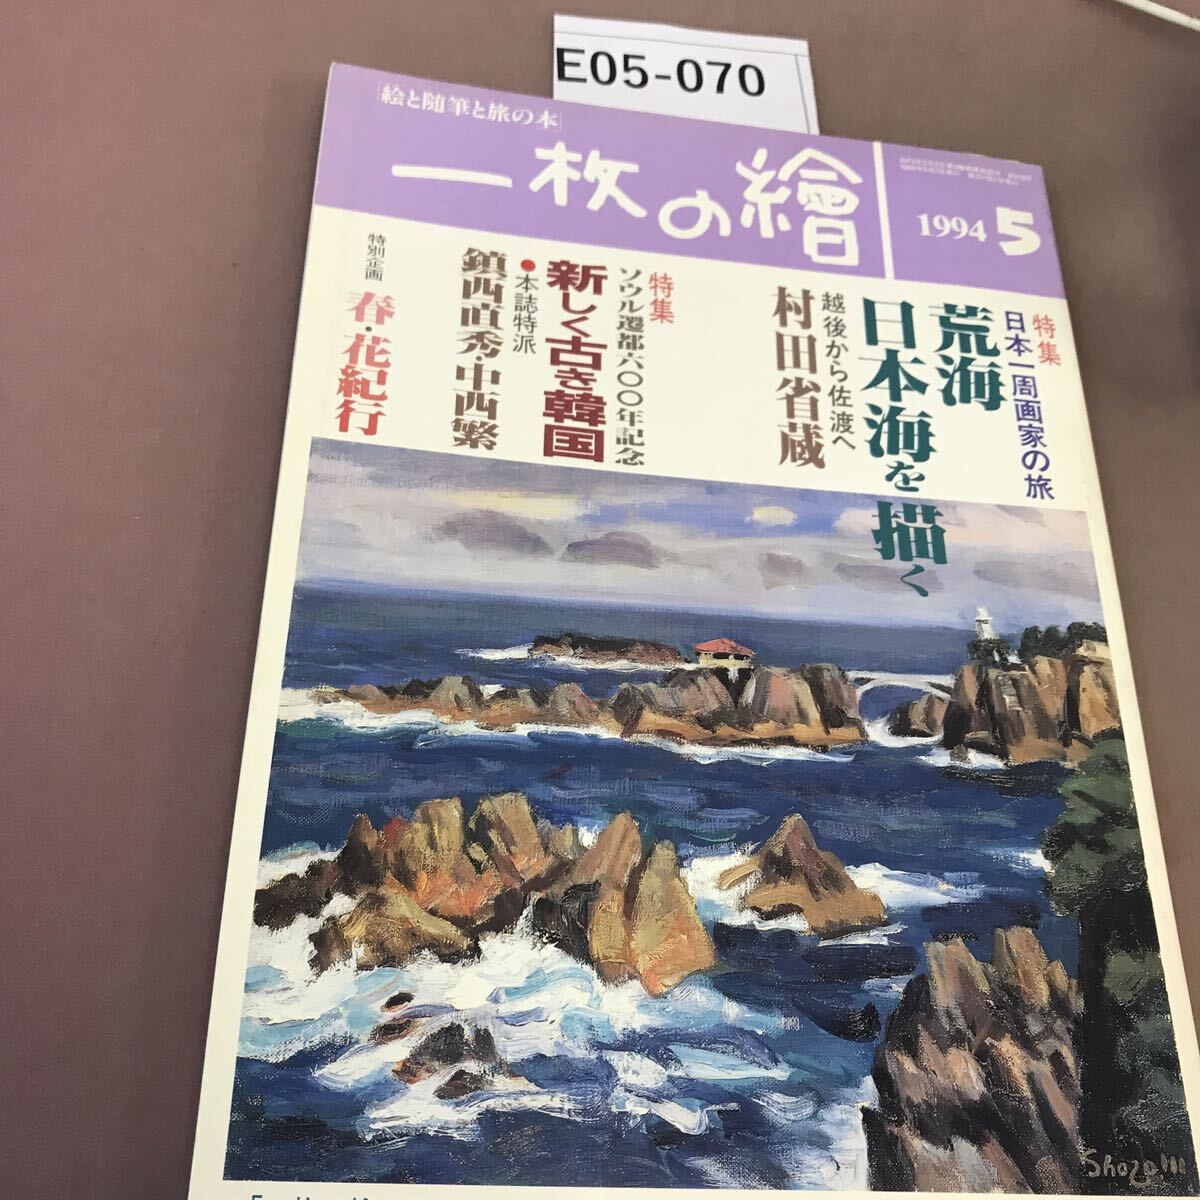 E05-070
「絵と随筆と旅の本」
一枚の繪
1994 5
特集
日本一周画家の旅
荒海
日本海を描く
越後から佐渡へ
村田省蔵
特集
ソウル遷都六〇〇年記念
新しく古き韓国
●本誌特派
鎮西直秀・中西繁
特別企画
春・花紀行
Shozo